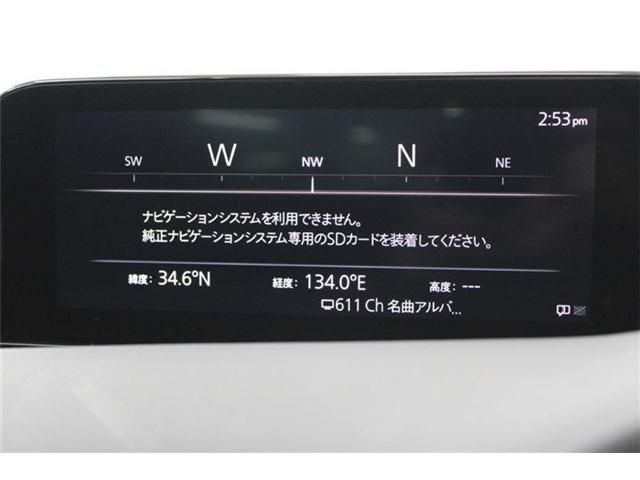 2:53pm
SW W NW N NE
ナビゲーションシステムを利用できません。
純正ナビゲーションシステム専用のSDカードを装着してください。
緯度: 34.6°N 経度: 134.0°E 高度: ---
611 Ch 名曲アルバ...